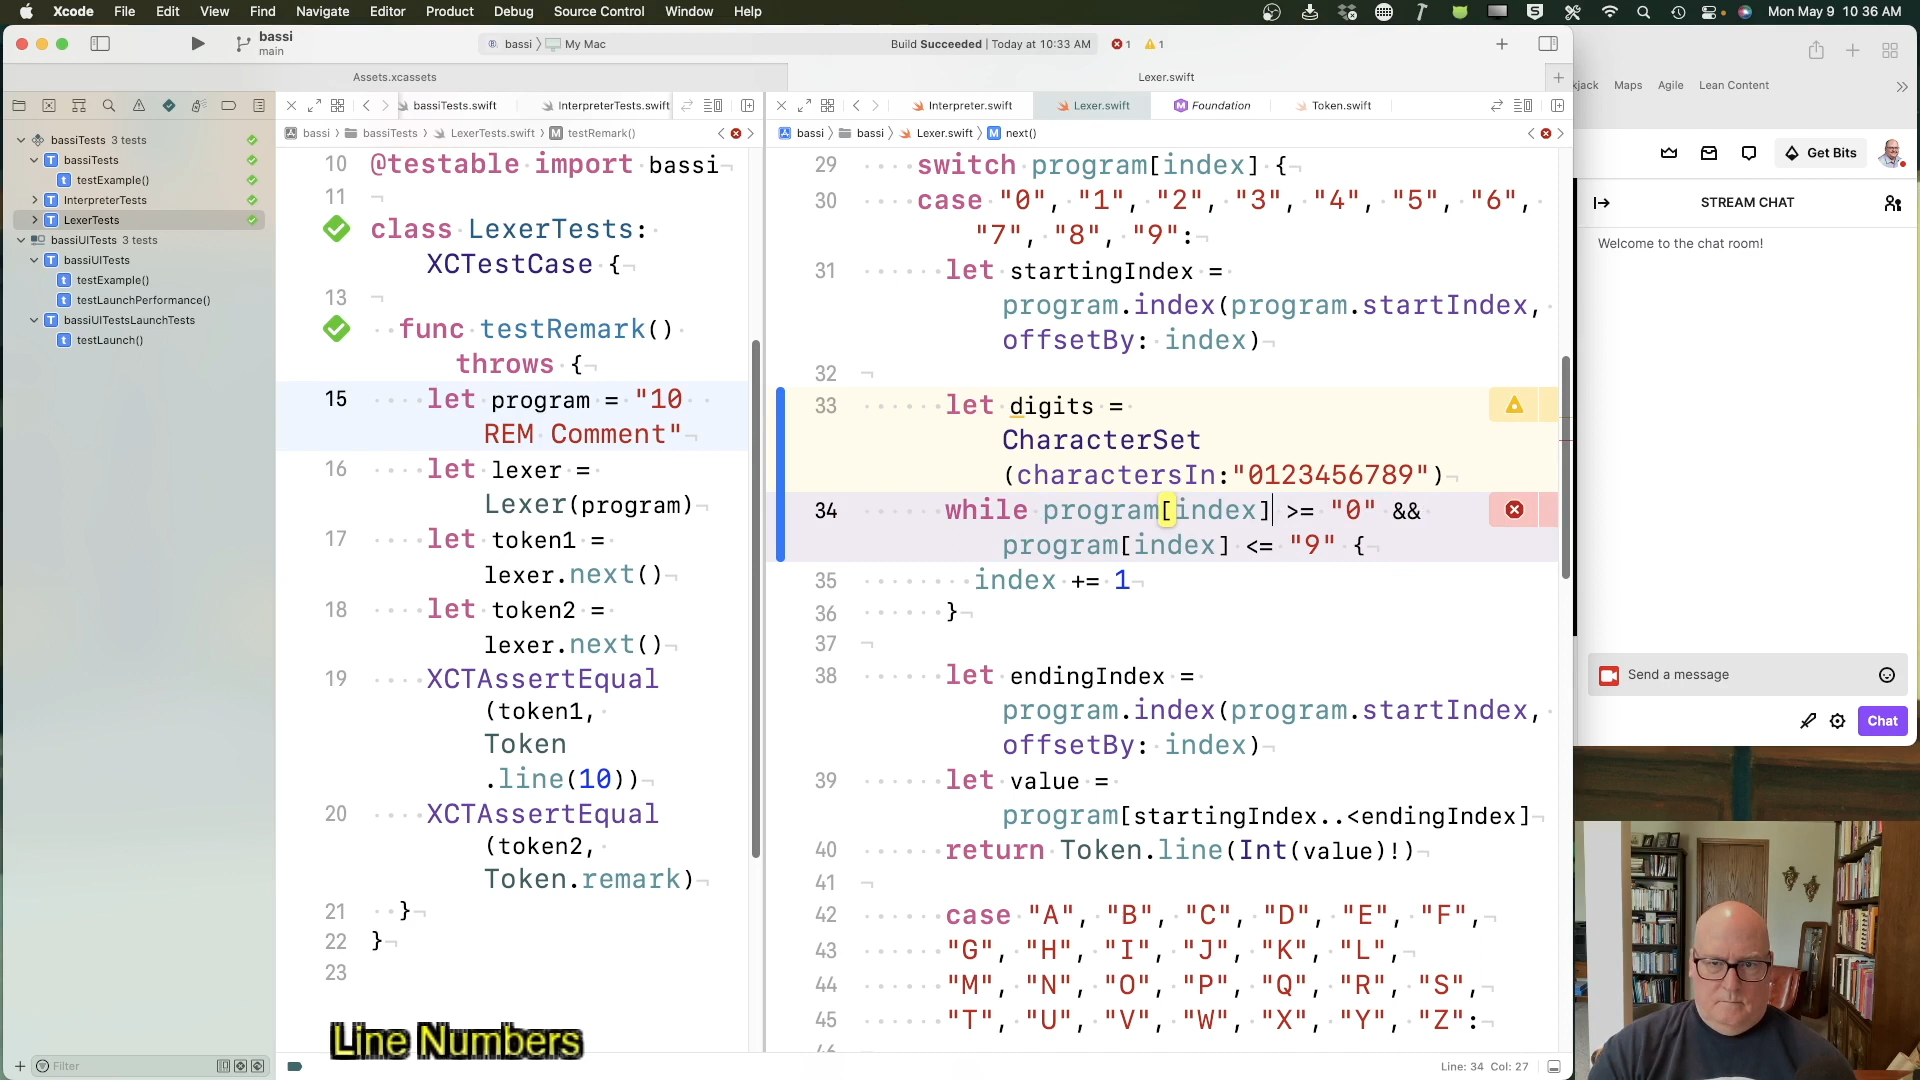 Xcode File Edit View Find Navigate Editor Product Debug Source Control Window Help Mon May 9 10 36 AM
bassi
main
bassi My Mac Build Succeeded | Today at 10:33 AM 1 1
Assets.xcassets Lexer.swift
jack Maps Agile Lean Content
bassiTests.swift InterpreterTests.swift
bassi bassiTests LexerTests.swift testRemark()
Interpreter.swift Lexer.swift Foundation Token.swift
bassi bassi Lexer.swift next()
bassiTests 3 tests
bassiTests
testExample()
InterpreterTests
LexerTests
bassiUITests 3 tests
bassiUITests
testExample()
testLaunchPerformance()
bassiUITestsLaunchTests
testLaunch()
Filter
10 @testable import bassi
11
class LexerTests:
XCTestCase {
13
func testRemark()
throws {
15 let program = "10
REM Comment"
16 let lexer =
Lexer(program)
17 let token1 =
lexer.next()
18 let token2 =
lexer.next()
19 XCTAssertEqual
(token1,
Token
.line(10))
20 XCTAssertEqual
(token2,
Token.remark)
21 }
22 }
23
Line Numbers
29 switch program[index] {
30 case "0", "1", "2", "3", "4", "5", "6",
"7", "8", "9":
31 let startingIndex =
program.index(program.startIndex,
offsetBy: index)
32
33 let digits =
CharacterSet
(charactersIn:"0123456789")
34 while program[index] >= "0" &&
program[index] <= "9" {
35 index += 1
36 }
37
38 let endingIndex =
program.index(program.startIndex,
offsetBy: index)
39 let value =
program[startingIndex..<endingIndex]
40 return Token.line(Int(value)!)
41
42 case "A", "B", "C", "D", "E", "F",
43 "G", "H", "I", "J", "K", "L",
44 "M", "N", "O", "P", "Q", "R", "S",
45 "T", "U", "V", "W", "X", "Y", "Z":
Line: 34 Col: 27
Get Bits
STREAM CHAT
Welcome to the chat room!
Send a message
Chat